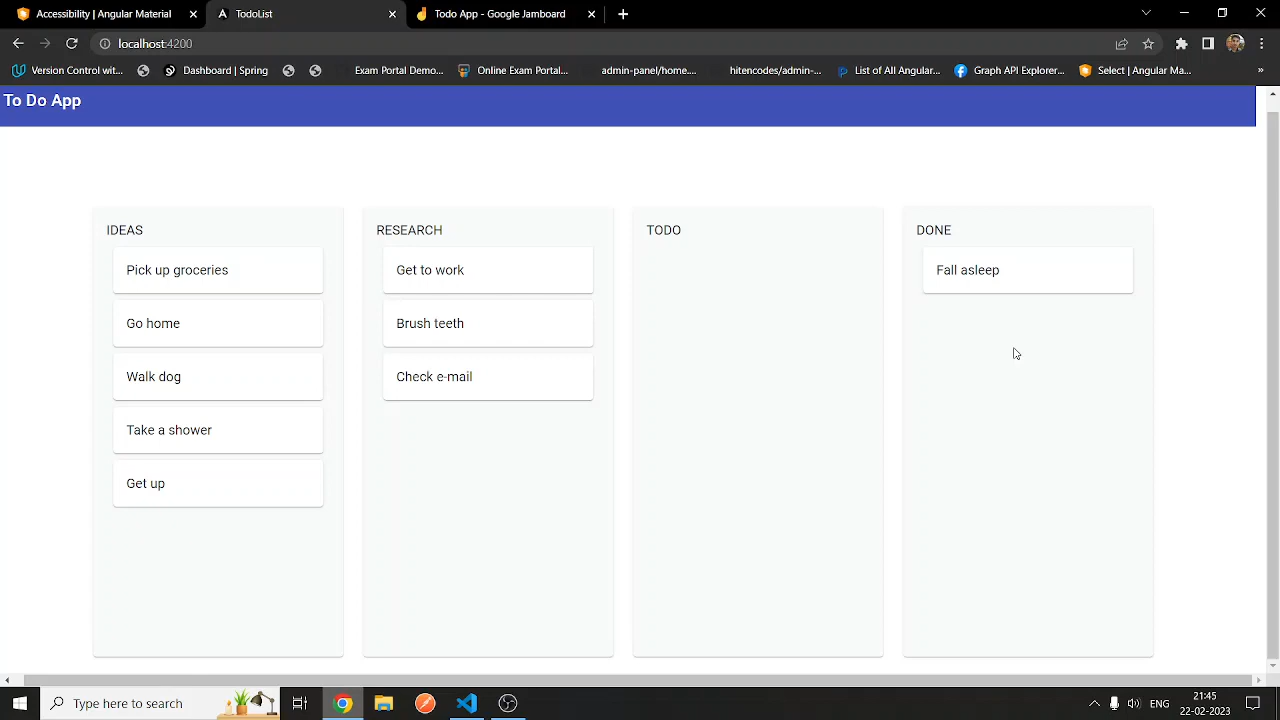 Accessibility | Angular Material
TodoList
Todo App - Google Jamboard
localhost:4200
Version Control wit...
Dashboard | Spring
Exam Portal Demo...
Online Exam Portal...
admin-panel/home....
hitencodes/admin-...
List of All Angular...
Graph API Explorer...
Select | Angular Ma...
»
To Do App
IDEAS
Pick up groceries
Go home
Walk dog
Take a shower
Get up
RESEARCH
Get to work
Brush teeth
Check e-mail
TODO
DONE
Fall asleep
Type here to search
ENG
21:45
22-02-2023